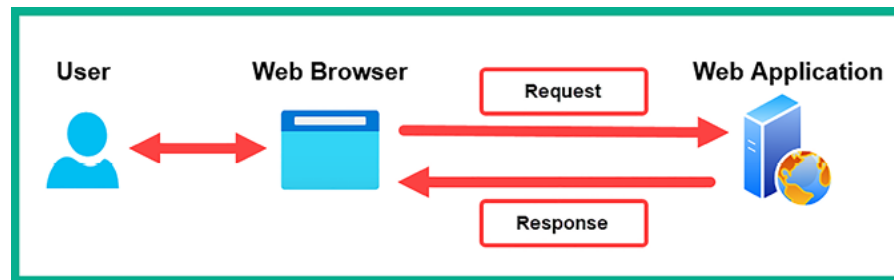 User
Web Browser
Request
Web Application
Response